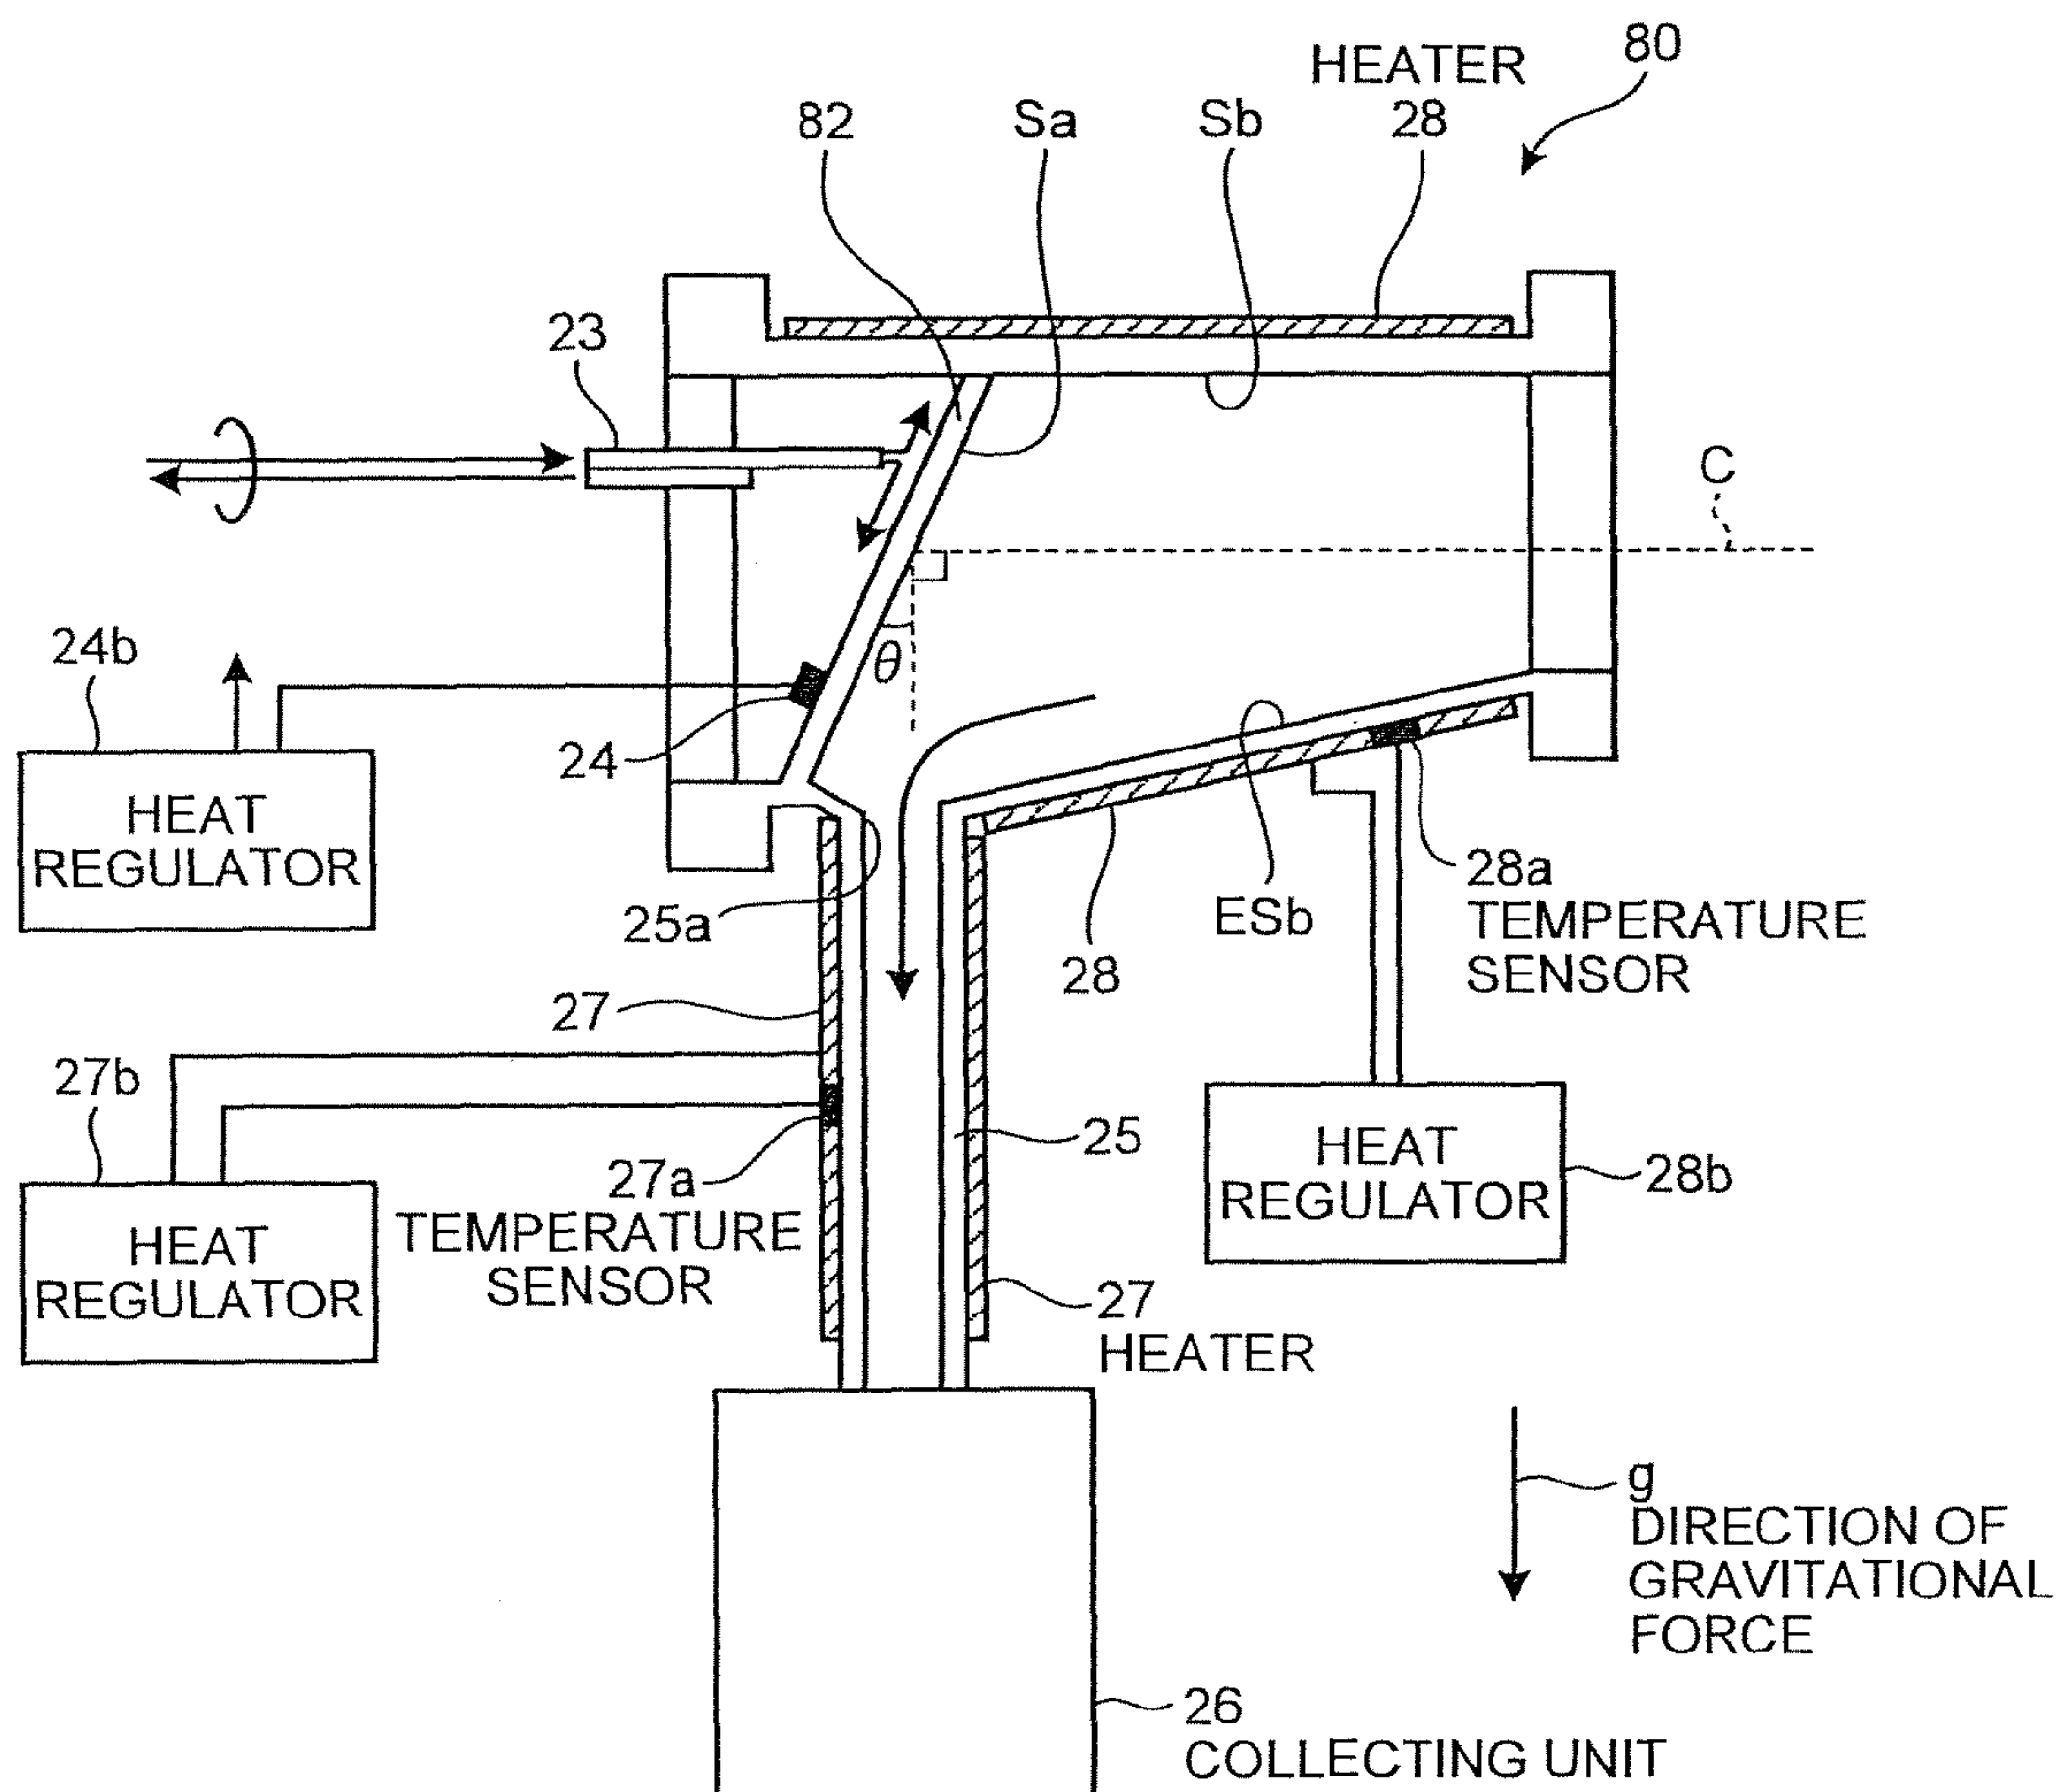 80
HEATER
28
82
Sa
Sb
23
C
24b
θ
24
HEAT
REGULATOR
25a
ESb
28a
TEMPERATURE
SENSOR
28
27
27b
25
HEAT
REGULATOR
28b
27a
TEMPERATURE
SENSOR
HEAT
REGULATOR
27
HEATER
g
DIRECTION OF
GRAVITATIONAL
FORCE
26
COLLECTING UNIT